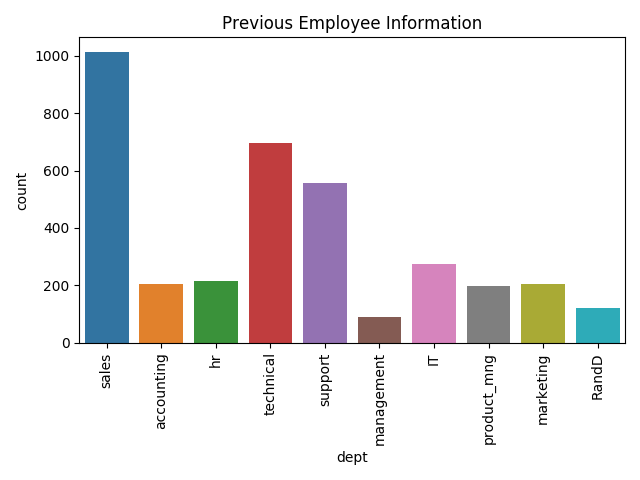 Previous Employee Information
count
1000
800
600
400
200
0
sales
accounting
hr
technical
support
management
IT
product_mng
marketing
RandD
dept